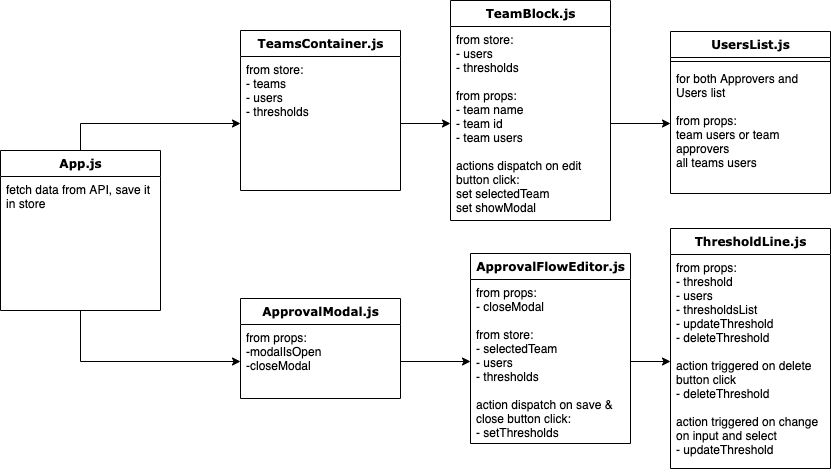 App.js
fetch data from API, save it
in store
TeamsContainer.js
from store:
- teams
- users
- thresholds
TeamBlock.js
from store:
- users
- thresholds
from props:
- team name
- team id
- team users
actions dispatch on edit
button click:
set selectedTeam
set showModal
UsersList.js
for both Approvers and
Users list
from props:
team users or team
approvers
all teams users
ApprovalModal.js
from props:
-modalIsOpen
-closeModal
ApprovalFlowEditor.js
from props:
- closeModal
from store:
- selectedTeam
- users
- thresholds
action dispatch on save &
close button click:
- setThresholds
ThresholdLine.js
from props:
- threshold
- users
- thresholdsList
- updateThreshold
- deleteThreshold
action triggered on delete
button click
- deleteThreshold
action triggered on change
on input and select
- updateThreshold